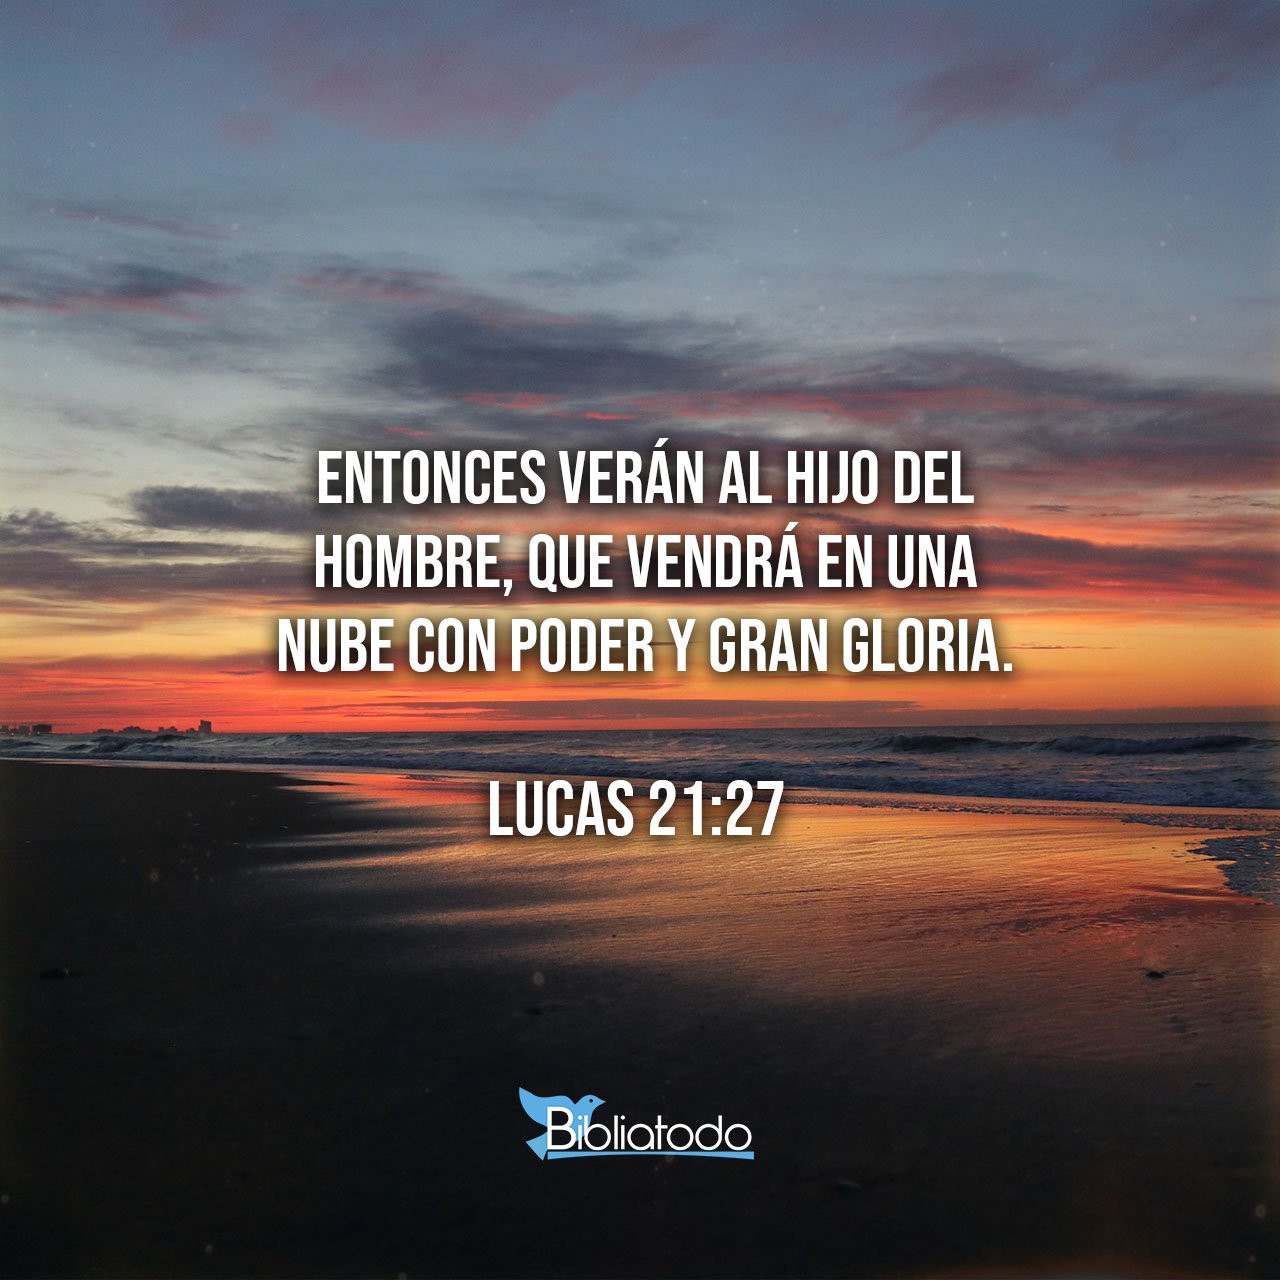 ENTONCES VERÁN AL HIJO DEL
HOMBRE, QUE VENDRÁ EN UNA
NUBE CON PODER Y GRAN GLORIA.
LUCAS 21:27
Bibliatodo